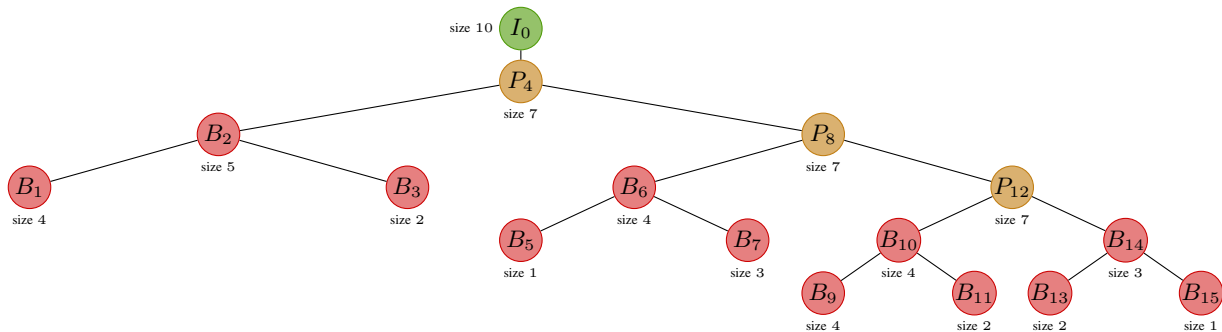 size 10 I₀
P₄
size 7
B₂ P₈
size 5 size 7
B₁ B₃ B₆ P₁₂
size 4 size 2 size 4 size 7
B₅ B₇ B₁₀ B₁₄
size 1 size 3 size 4 size 3
B₉ B₁₁ B₁₃ B₁₅
size 4 size 2 size 2 size 1